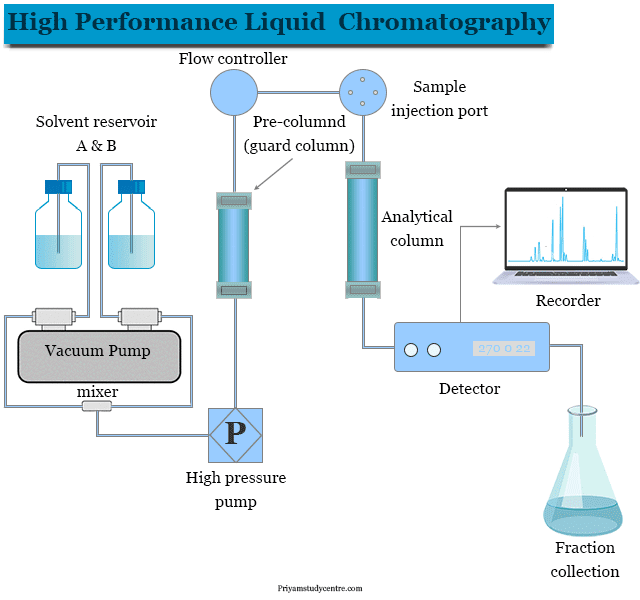 High Performance Liquid Chromatography
Flow controller
Sample
injection port
Solvent reservoir
A & B
Pre-columnd
(guard column)
Analytical
column
Recorder
Vacuum Pump
270 0 22
Detector
mixer
P
High pressure
pump
Fraction
collection
Priyamstudycentre.com